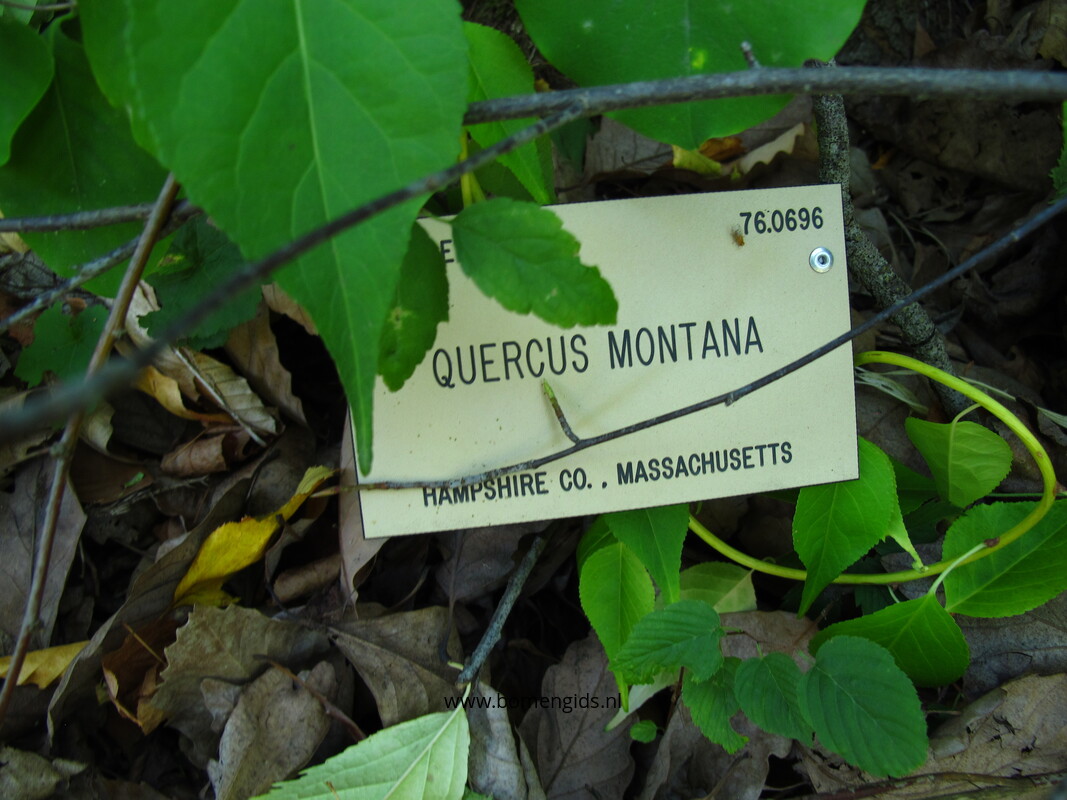 E 76.0696
QUERCUS MONTANA
HAMPSHIRE CO., MASSACHUSETTS
www.bomengids.nl